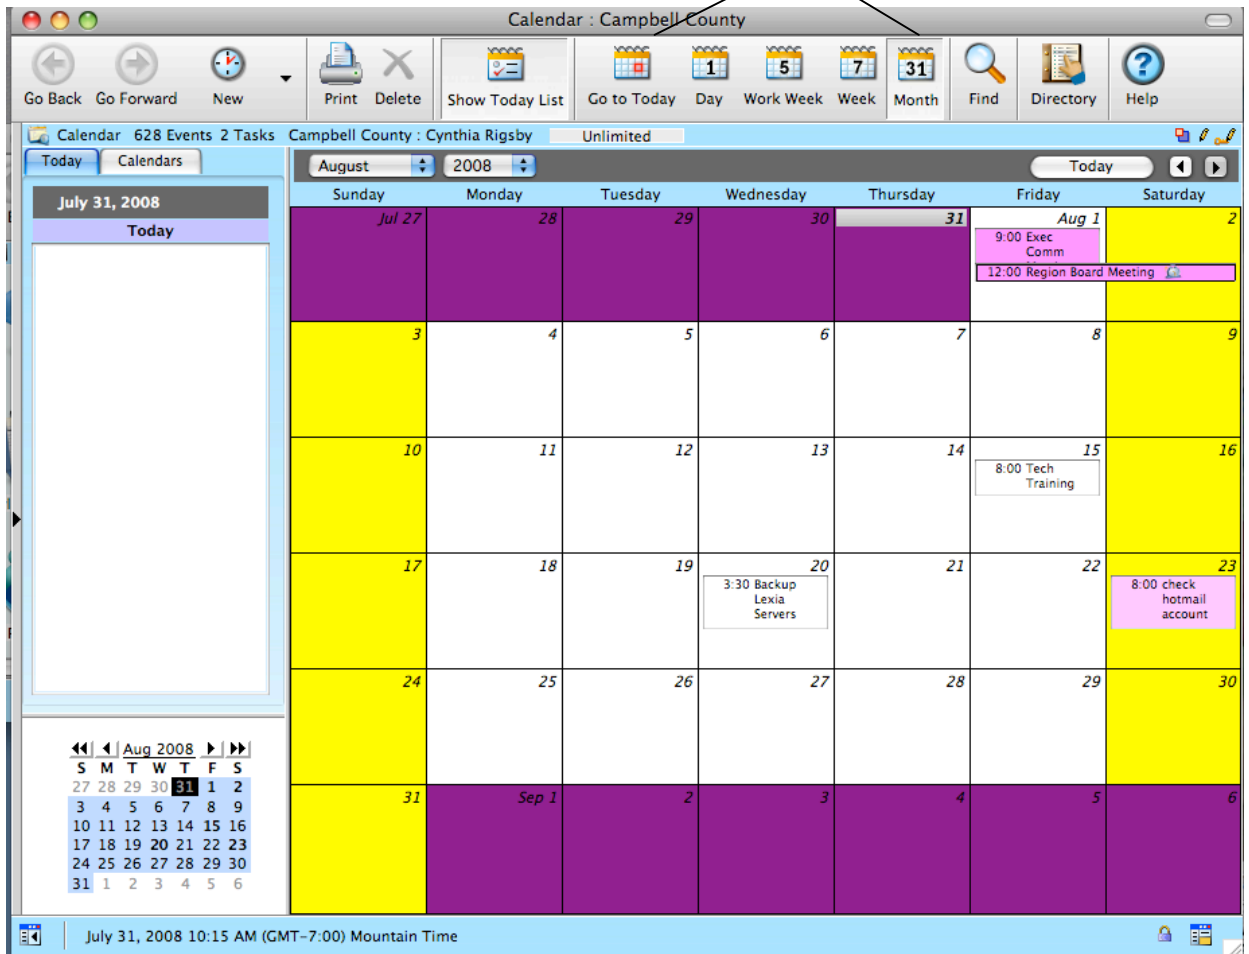 Calendar : Campbell County
Go Back Go Forward New Print Delete Show Today List Go to Today 1 Day 5 Work Week 7 Week 31 Month Find Directory Help
Calendar 628 Events 2 Tasks Campbell County : Cynthia Rigsby Unlimited
Today Calendars
July 31, 2008
Today
August 2008 Today
Sunday Monday Tuesday Wednesday Thursday Friday Saturday
Jul 27 28 29 30 31 Aug 1 2
9:00 Exec
Comm
12:00 Region Board Meeting
3 4 5 6 7 8 9
10 11 12 13 14 15 16
8:00 Tech
Training
17 18 19 20 21 22 23
3:30 Backup
Lexia
Servers
8:00 check
hotmail
account
24 25 26 27 28 29 30
31 Sep 1 2 3 4 5 6
Aug 2008
S M T W T F S
27 28 29 30 31 1 2
3 4 5 6 7 8 9
10 11 12 13 14 15 16
17 18 19 20 21 22 23
24 25 26 27 28 29 30
31 1 2 3 4 5 6
July 31, 2008 10:15 AM (GMT-7:00) Mountain Time